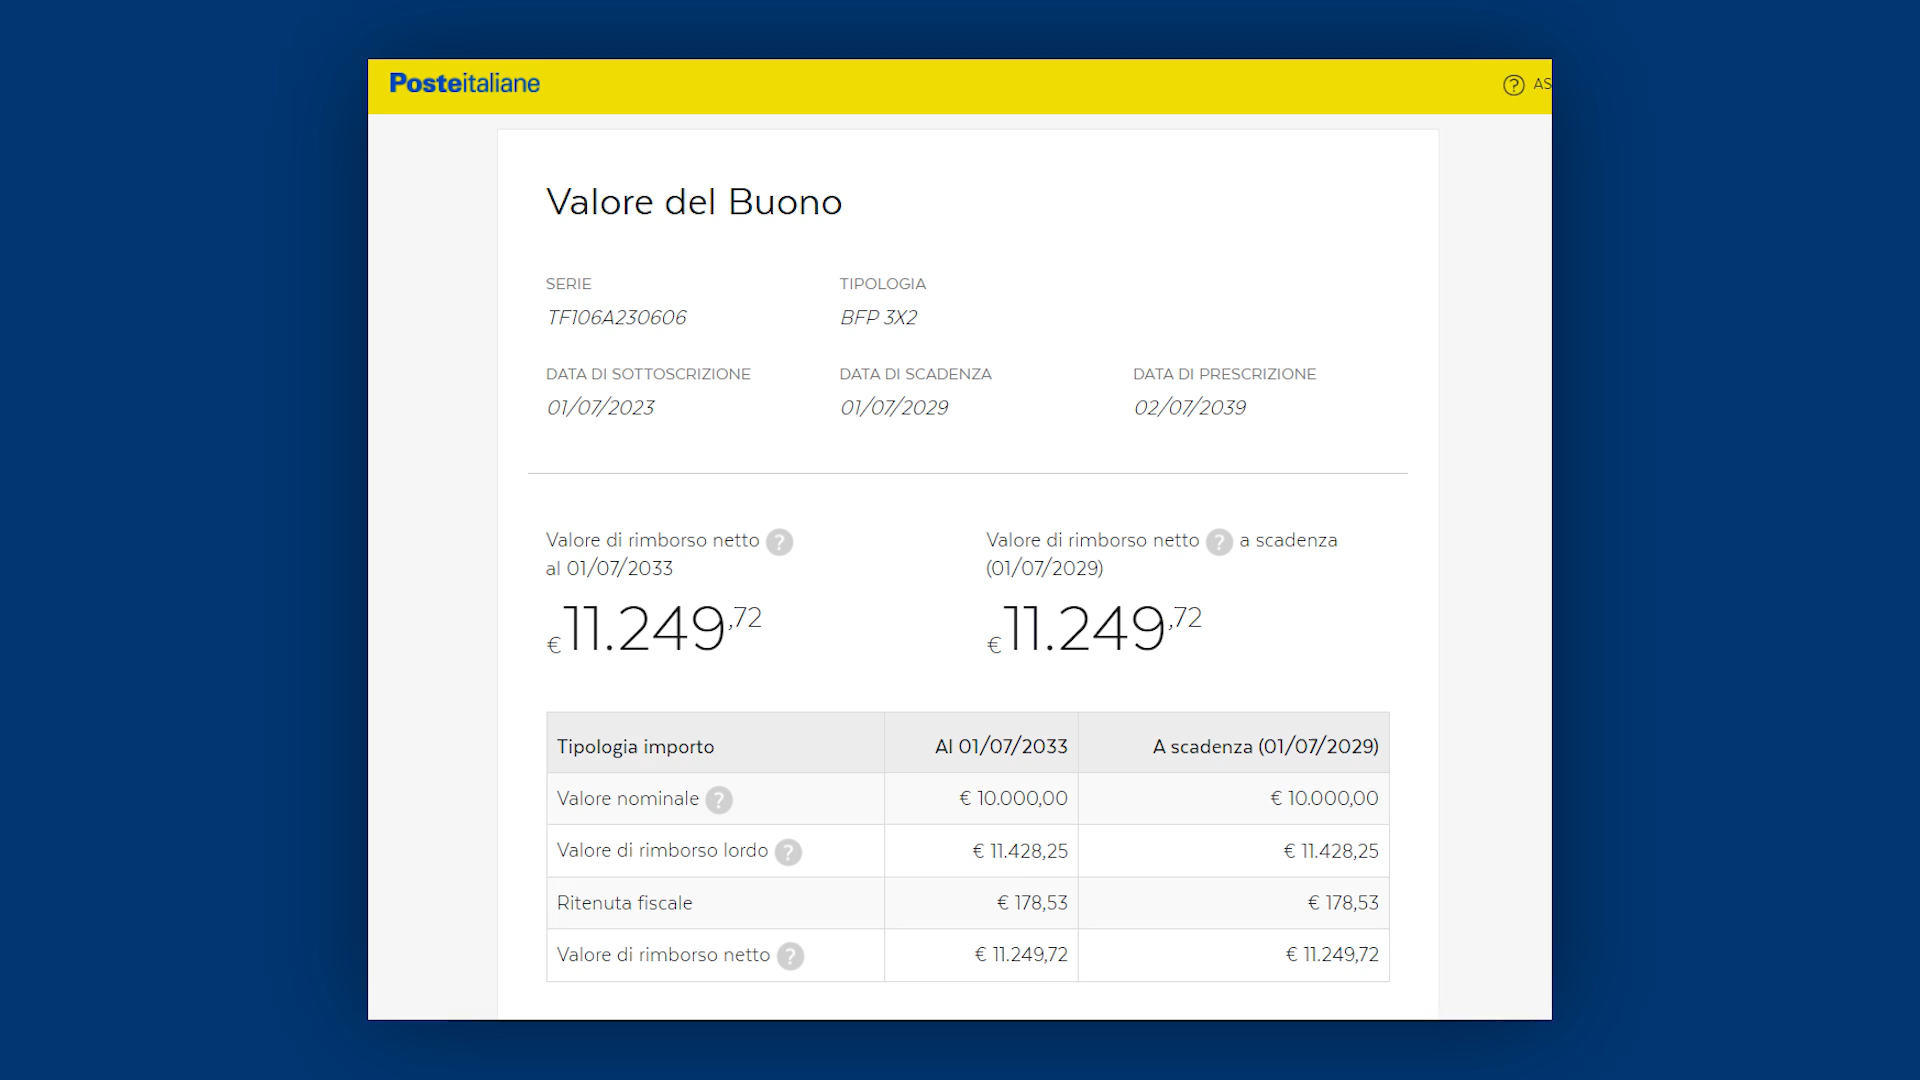 Posteitaliane
? AS
Valore del Buono
SERIE TIPOLOGIA
TF106A230606 BFP 3X2
DATA DI SOTTOSCRIZIONE DATA DI SCADENZA DATA DI PRESCRIZIONE
01/07/2023 01/07/2029 02/07/2039
Valore di rimborso netto ?
al 01/07/2033
€ 11.249,72
Valore di rimborso netto ? a scadenza
(01/07/2029)
€ 11.249,72
Tipologia importo Al 01/07/2033 A scadenza (01/07/2029)
Valore nominale ? € 10.000,00 € 10.000,00
Valore di rimborso lordo ? € 11.428,25 € 11.428,25
Ritenuta fiscale € 178,53 € 178,53
Valore di rimborso netto ? € 11.249,72 € 11.249,72